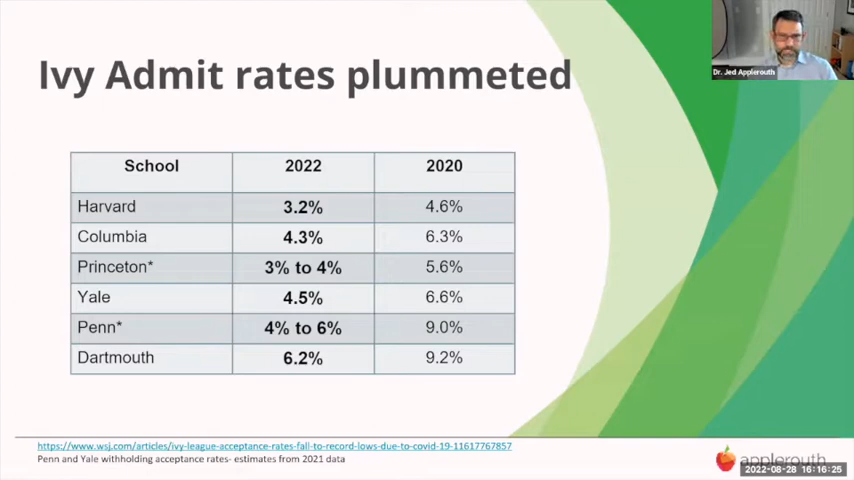 Ivy Admit rates plummeted
Dr. Jed Applerouth
School 2022 2020
Harvard 3.2% 4.6%
Columbia 4.3% 6.3%
Princeton* 3% to 4% 5.6%
Yale 4.5% 6.6%
Penn* 4% to 6% 9.0%
Dartmouth 6.2% 9.2%
https://www.wsj.com/articles/ivy-league-acceptance-rates-fall-to-record-lows-due-to-covid-19-11617767857
Penn and Yale withholding acceptance rates- estimates from 2021 data
applerouth
2022-08-28 16:16:25